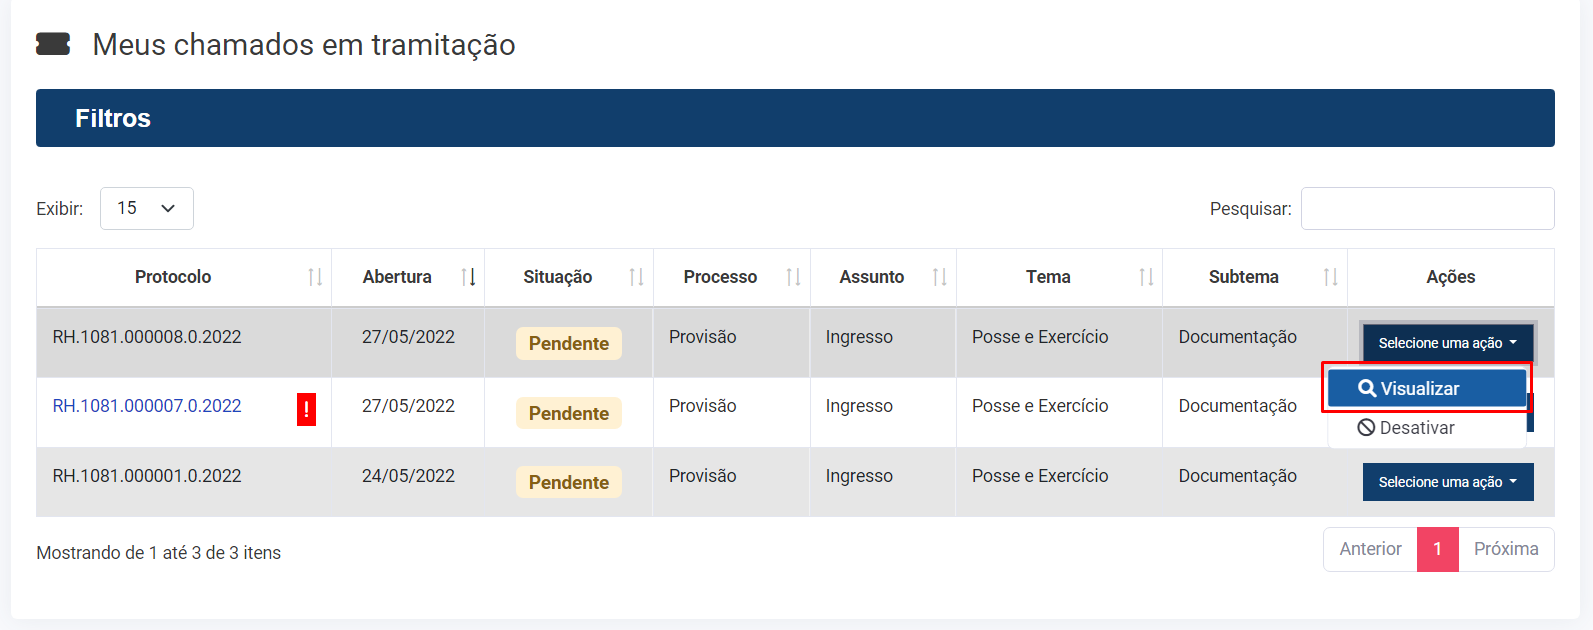 Meus chamados em tramitação
Filtros
Exibir: 15 Pesquisar:
Protocolo Abertura Situação Processo Assunto Tema Subtema Ações
RH.1081.000008.0.2022 27/05/2022 Pendente Provisão Ingresso Posse e Exercício Documentação Selecione uma ação
Visualizar
RH.1081.000007.0.2022 ! 27/05/2022 Pendente Provisão Ingresso Posse e Exercício Documentação
Desativar
RH.1081.000001.0.2022 24/05/2022 Pendente Provisão Ingresso Posse e Exercício Documentação Selecione uma ação
Mostrando de 1 até 3 de 3 itens Anterior 1 Próxima